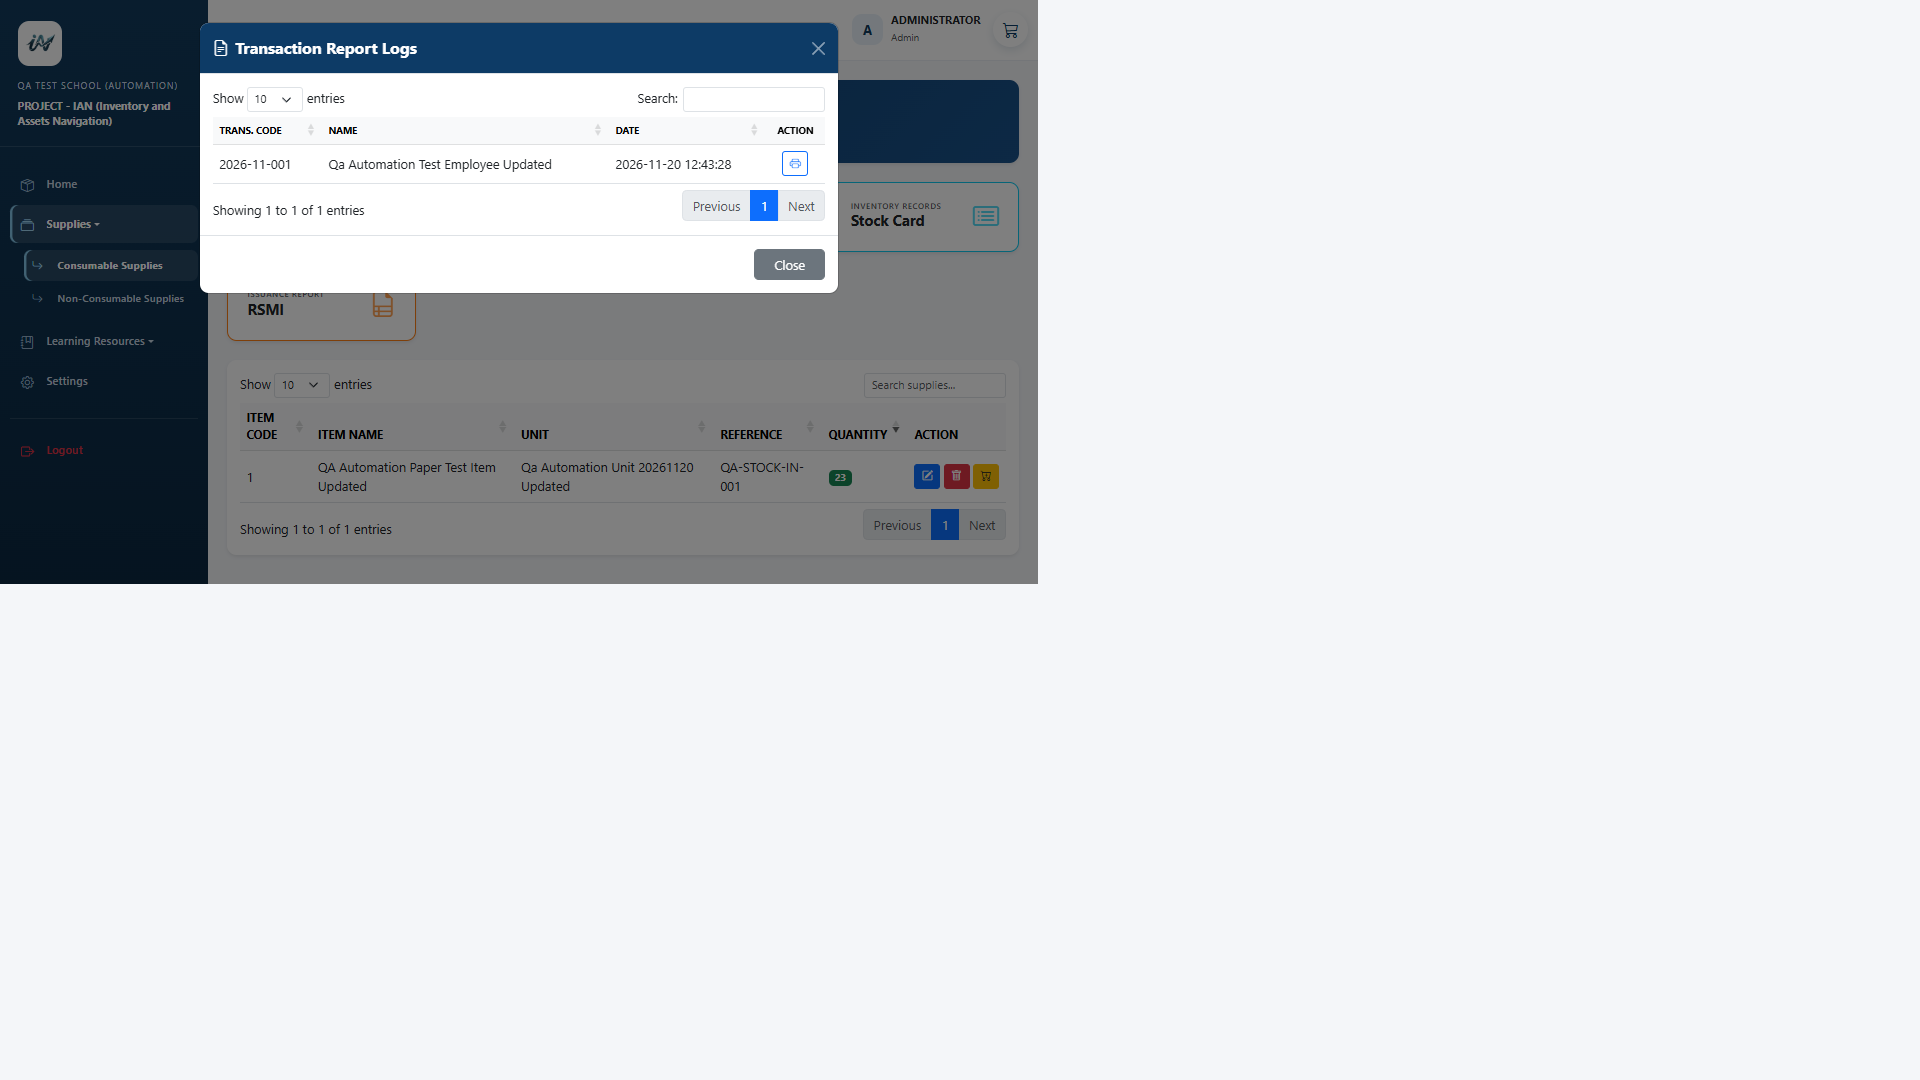 iAN
QA TEST SCHOOL (AUTOMATION)
PROJECT - IAN (Inventory and
Assets Navigation)
Home
Supplies
Consumable Supplies
Non-Consumable Supplies
Learning Resources
Settings
Logout
A
ADMINISTRATOR
Admin
Transaction Report Logs
Show 10 entries
Search:
TRANS. CODE NAME DATE ACTION
2026-11-001 Qa Automation Test Employee Updated 2026-11-20 12:43:28
Showing 1 to 1 of 1 entries
Previous 1 Next
Close
INVENTORY RECORDS
Stock Card
ISSUANCE REPORT
RSMI
Show 10 entries
Search supplies...
ITEM
CODE ITEM NAME UNIT REFERENCE QUANTITY ACTION
1 QA Automation Paper Test Item Qa Automation Unit 20261120 QA-STOCK-IN- 23
Updated Updated 001
Showing 1 to 1 of 1 entries
Previous 1 Next